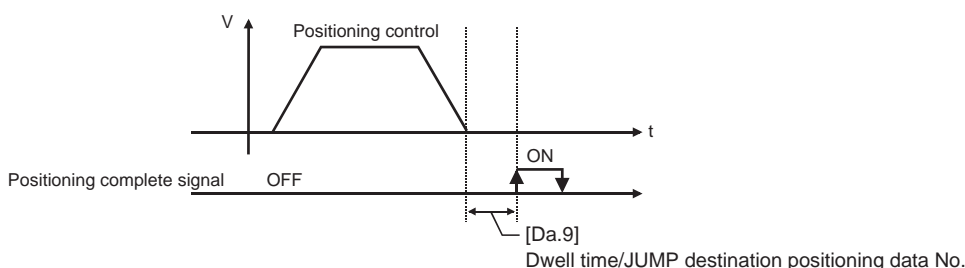 V
Positioning control
t
ON
Positioning complete signal
OFF
[Da.9]
Dwell time/JUMP destination positioning data No.